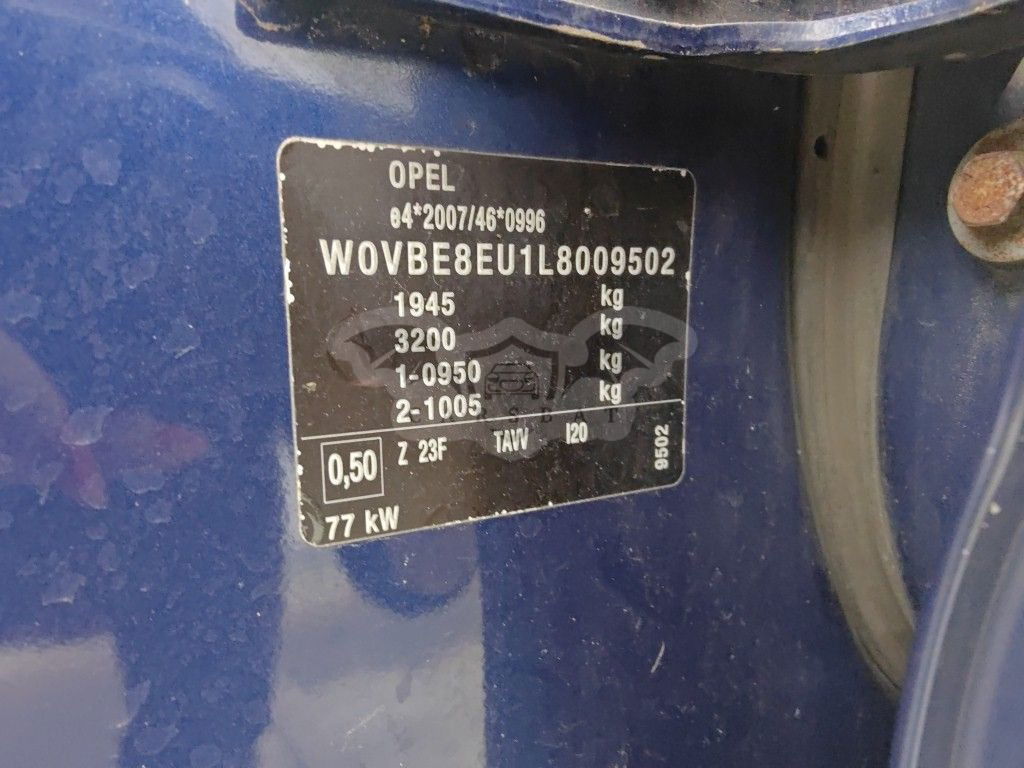 OPEL
e4*2007/46*0996
W0VBE8EU1L8009502
1945 kg
3200 kg
1-0950 kg
2-1005 kg
0,50 Z 23F TAVV I20 9502
77 kW